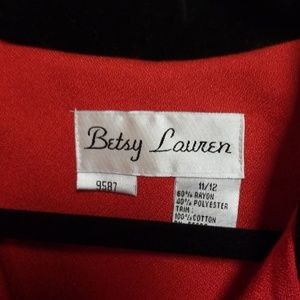 Betsy Lauren
9587
11/12
60% RAYON
40% POLYESTER
TRIM:
100% COTTON